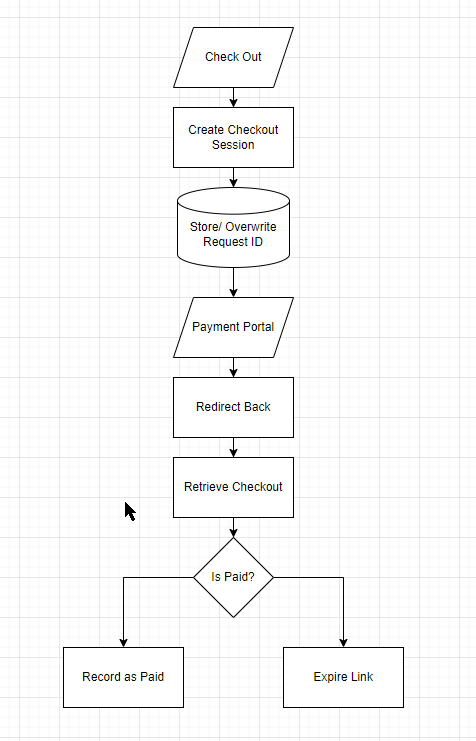 Check Out
Create Checkout
Session
Store/ Overwrite
Request ID
Payment Portal
Redirect Back
Retrieve Checkout
Is Paid?
Record as Paid
Expire Link